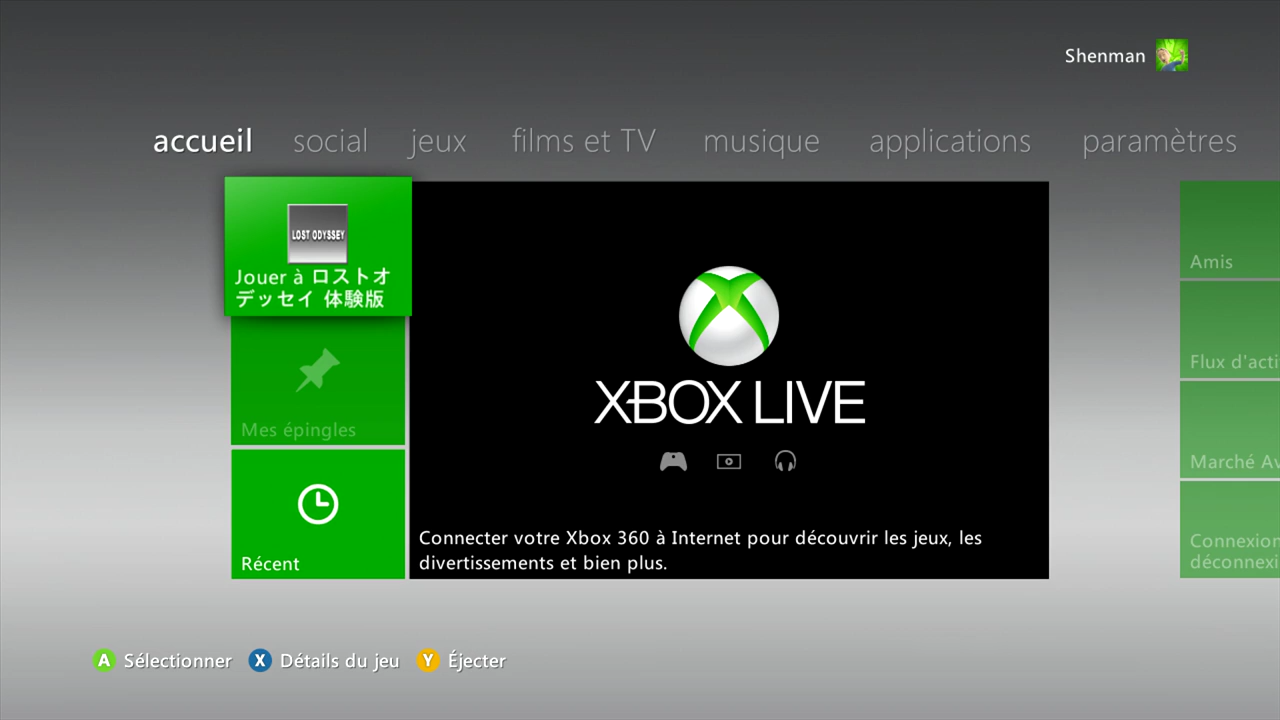 Shenman
accueil social jeux films et TV musique applications paramètres
LOST ODYSSEY
Jouer à ロストオ
デッセイ 体験版
Mes épingles
Récent
XBOX LIVE
Connecter votre Xbox 360 à Internet pour découvrir les jeux, les
divertissements et bien plus.
Amis
Flux d'acti
Marché Av
Connexion
déconnexi
A Sélectionner X Détails du jeu Y Éjecter